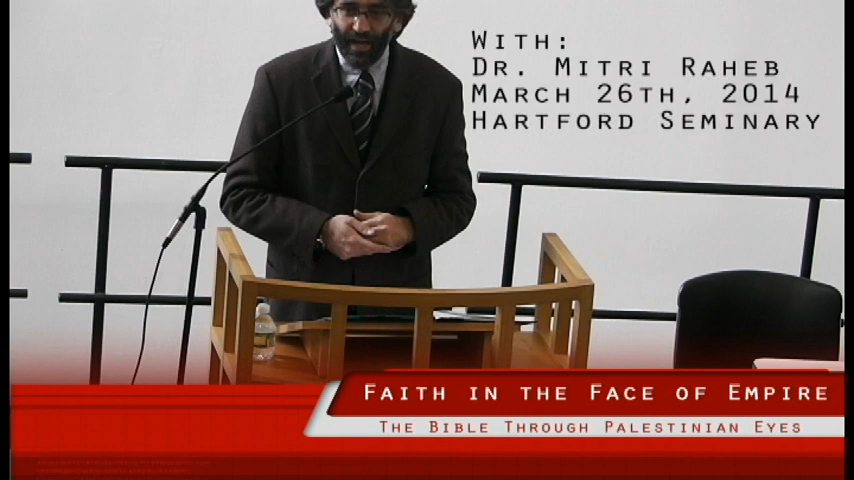 With:
Dr. Mitri Raheb
March 26th, 2014
Hartford Seminary
Faith in the Face of Empire
The Bible Through Palestinian Eyes